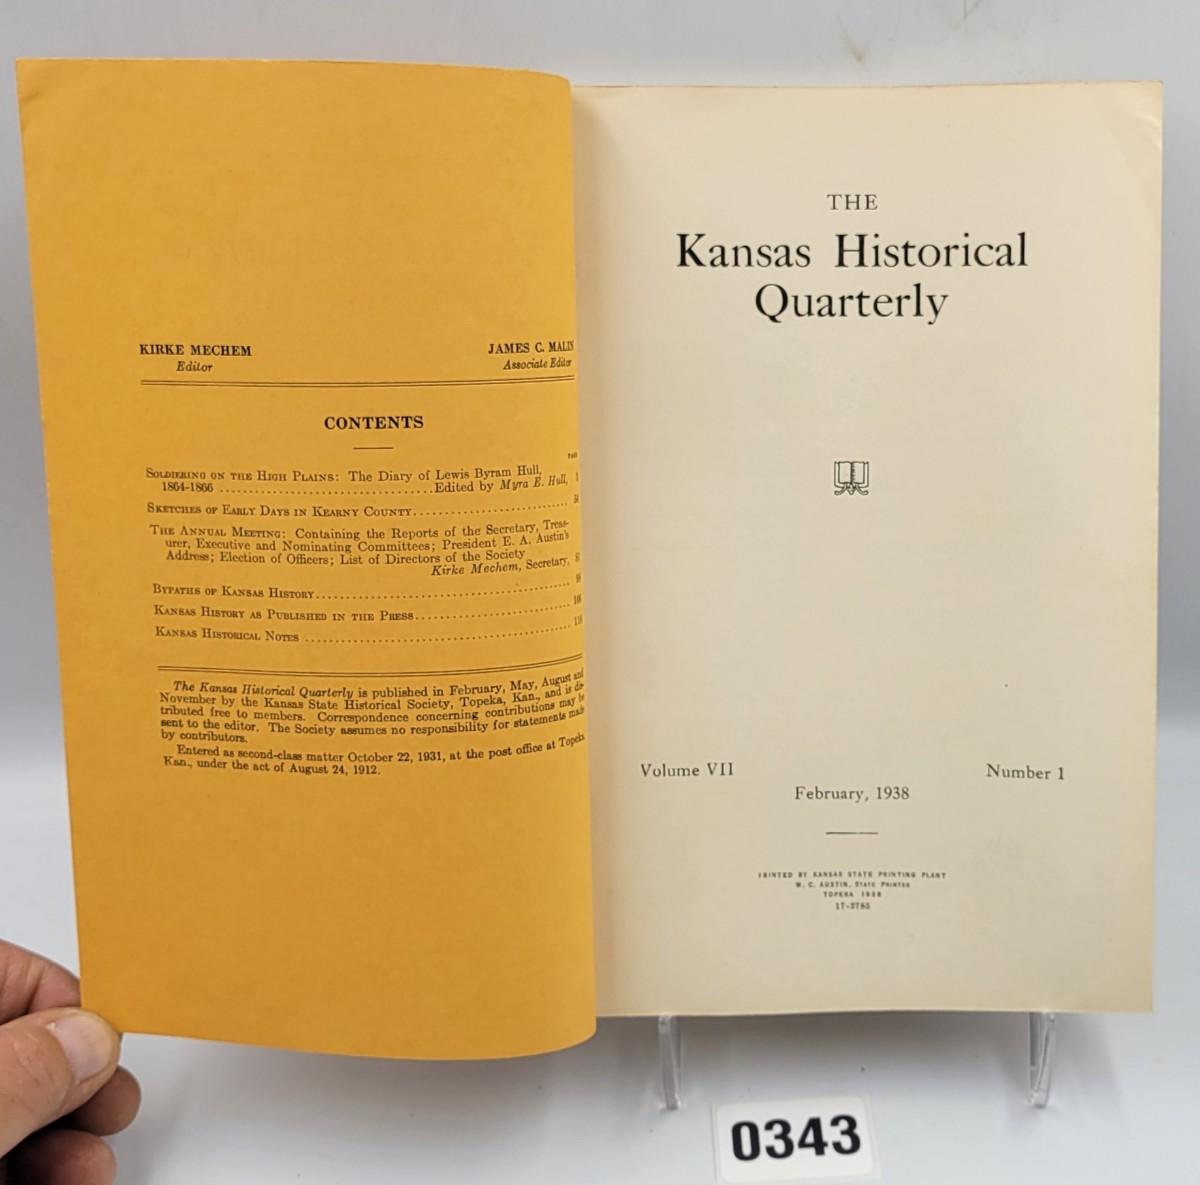 KIRKE MECHEM
Editor
JAMES C. MALIN
Associate Editor
CONTENTS
PAGE
SOLDIERING ON THE HIGH PLAINS: The Diary of Lewis Byram Hull,
1864-1866 ................................Edited by Myra E. Hull, 1
SKETCHES OF EARLY DAYS IN KEARNY COUNTY....................... 54
THE ANNUAL MEETING: Containing the Reports of the Secretary, Treas-
urer, Executive and Nominating Committees; President E. A. Austin's
Address; Election of Officers; List of Directors of the Society
Kirke Mechem, Secretary,
BYPATHS OF KANSAS HISTORY......................................
KANSAS HISTORY AS PUBLISHED IN THE PRESS....................... 106
KANSAS HISTORICAL NOTES ....................................... 110
The Kansas Historical Quarterly is published in February, May, August and
November by the Kansas State Historical Society, Topeka, Kan., and is dis-
tributed free to members. Correspondence concerning contributions may be
sent to the editor. The Society assumes no responsibility for statements made
by contributors.
Entered as second-class matter October 22, 1931, at the post office at Topeka,
Kan., under the act of August 24, 1912.
THE
Kansas Historical
Quarterly
Volume VII
Number 1
February, 1938
PRINTED BY KANSAS STATE PRINTING PLANT
W. C. AUSTIN, STATE PRINTER
TOPEKA 1938
17-2785
0343